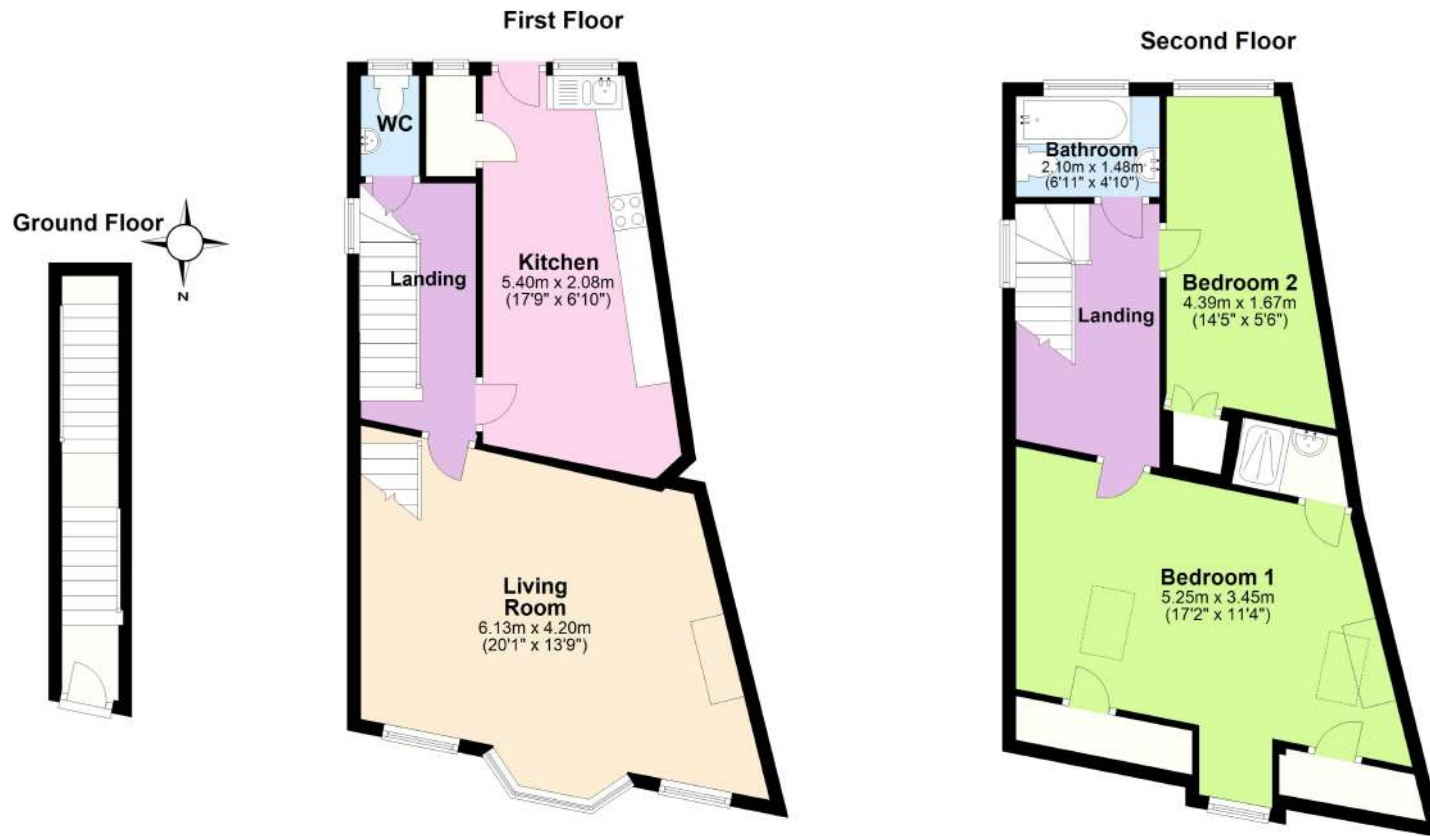 Ground Floor
N
First Floor
WC
Landing
Kitchen
5.40m x 2.08m
(17'9" x 6'10")
Living
Room
6.13m x 4.20m
(20'1" x 13'9")
Second Floor
Bathroom
2.10m x 1.48m
(6'11" x 4'10")
Landing
Bedroom 2
4.39m x 1.67m
(14'5" x 5'6")
Bedroom 1
5.25m x 3.45m
(17'2" x 11'4")